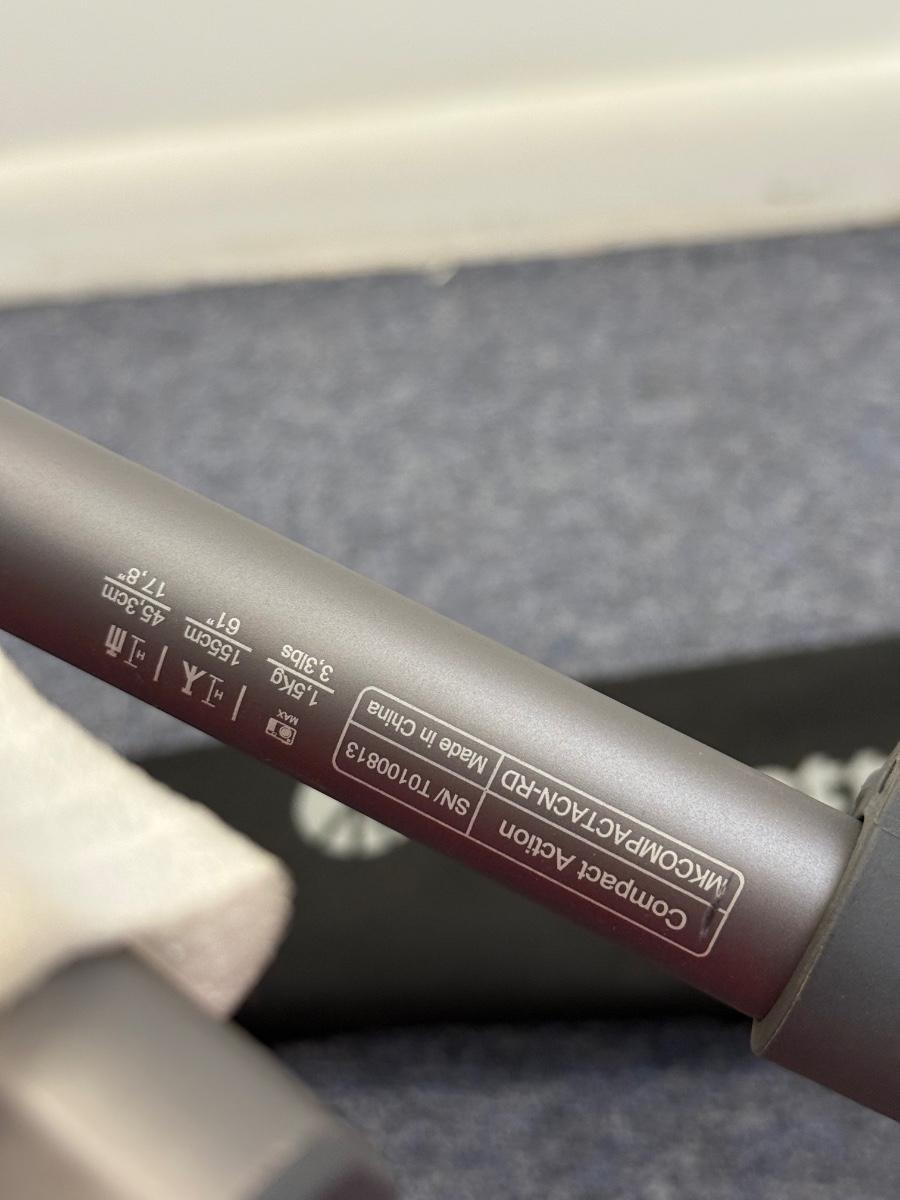 Compact Action
MKCOMPACTACN-RD
SN/ T0100813
Made in China
MAX
1,5Kg
3,3lbs
H
155cm
61”
H
45,3cm
17,8”